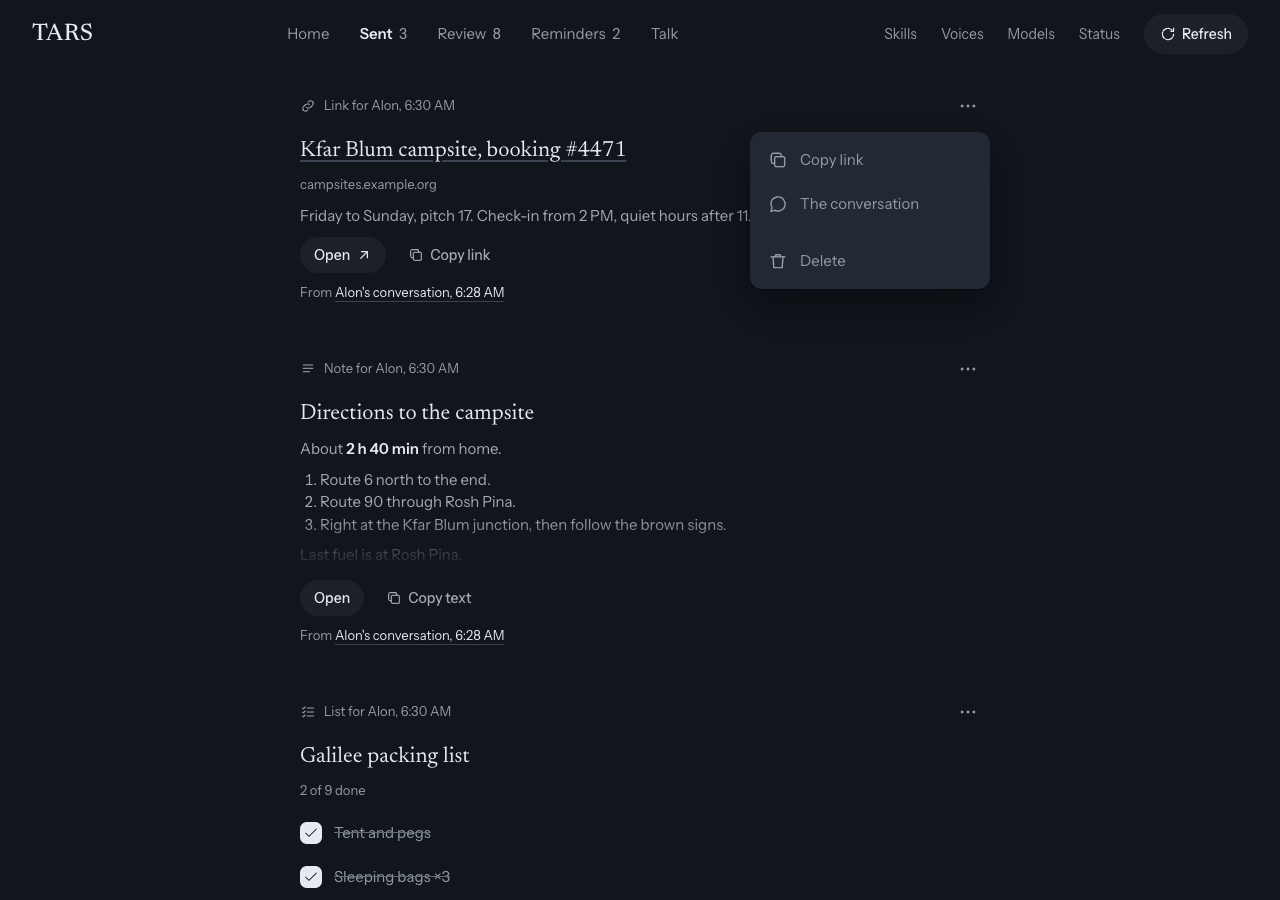 TARS
Home Sent 3 Review 8 Reminders 2 Talk
Skills Voices Models Status Refresh
Link for Alon, 6:30 AM
Kfar Blum campsite, booking #4471
campsites.example.org
Friday to Sunday, pitch 17. Check-in from 2 PM, quiet hours after 11.
Open Copy link
From Alon's conversation, 6:28 AM
Copy link
The conversation
Delete
Note for Alon, 6:30 AM
Directions to the campsite
About 2 h 40 min from home.
1. Route 6 north to the end.
2. Route 90 through Rosh Pina.
3. Right at the Kfar Blum junction, then follow the brown signs.
Last fuel is at Rosh Pina.
Open Copy text
From Alon's conversation, 6:28 AM
List for Alon, 6:30 AM
Galilee packing list
2 of 9 done
Tent and pegs
Sleeping bags ×3